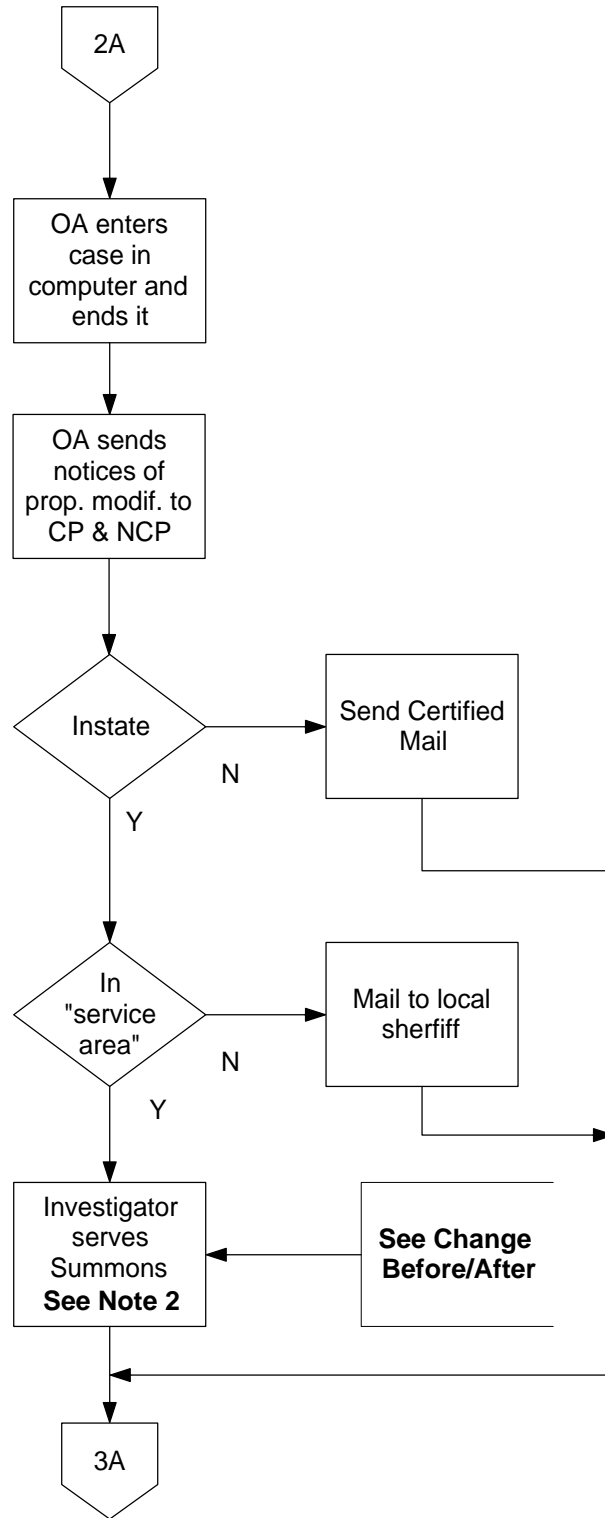 2A
OA enters
case in
computer and
ends it
OA sends
notices of
prop. modif. to
CP & NCP
Instate
N
Y
Send Certified
Mail
In
"service
area"
N
Y
Mail to local
sherfiff
Investigator
serves
Summons
See Note 2
See Change
Before/After
3A